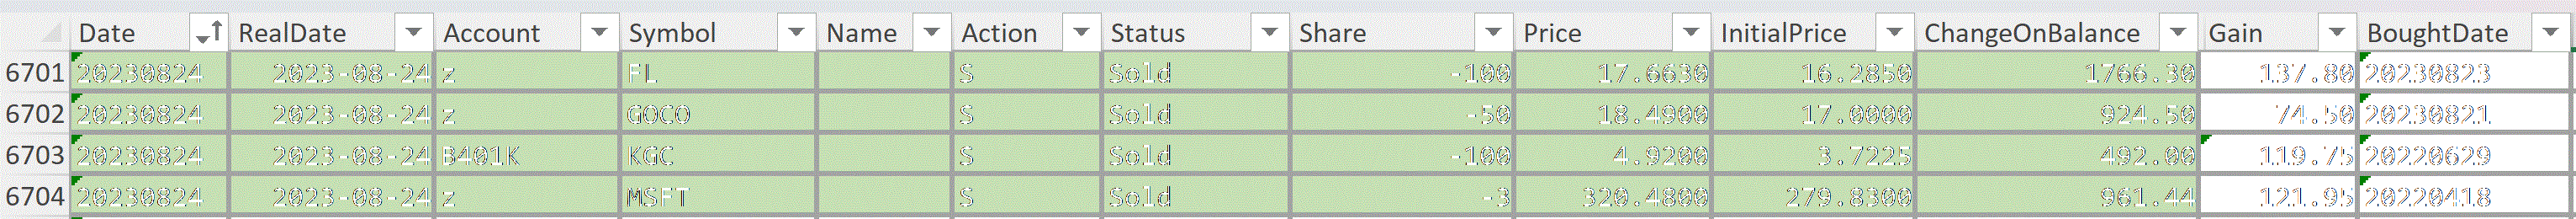 Date RealDate Account Symbol Name Action Status Share Price InitialPrice ChangeOnBalance Gain BoughtDate
6701 20230824 2023-08-24 z FL S Sold -100 17.6630 16.2850 1766.30 137.80 20230823
6702 20230824 2023-08-24 z GOCO S Sold -50 18.4900 17.0000 924.50 74.50 20230821
6703 20230824 2023-08-24 B401K KGC S Sold -100 4.9200 3.7225 492.00 119.75 20220629
6704 20230824 2023-08-24 z MSFT S Sold -3 320.4800 279.8300 961.44 121.95 20220418